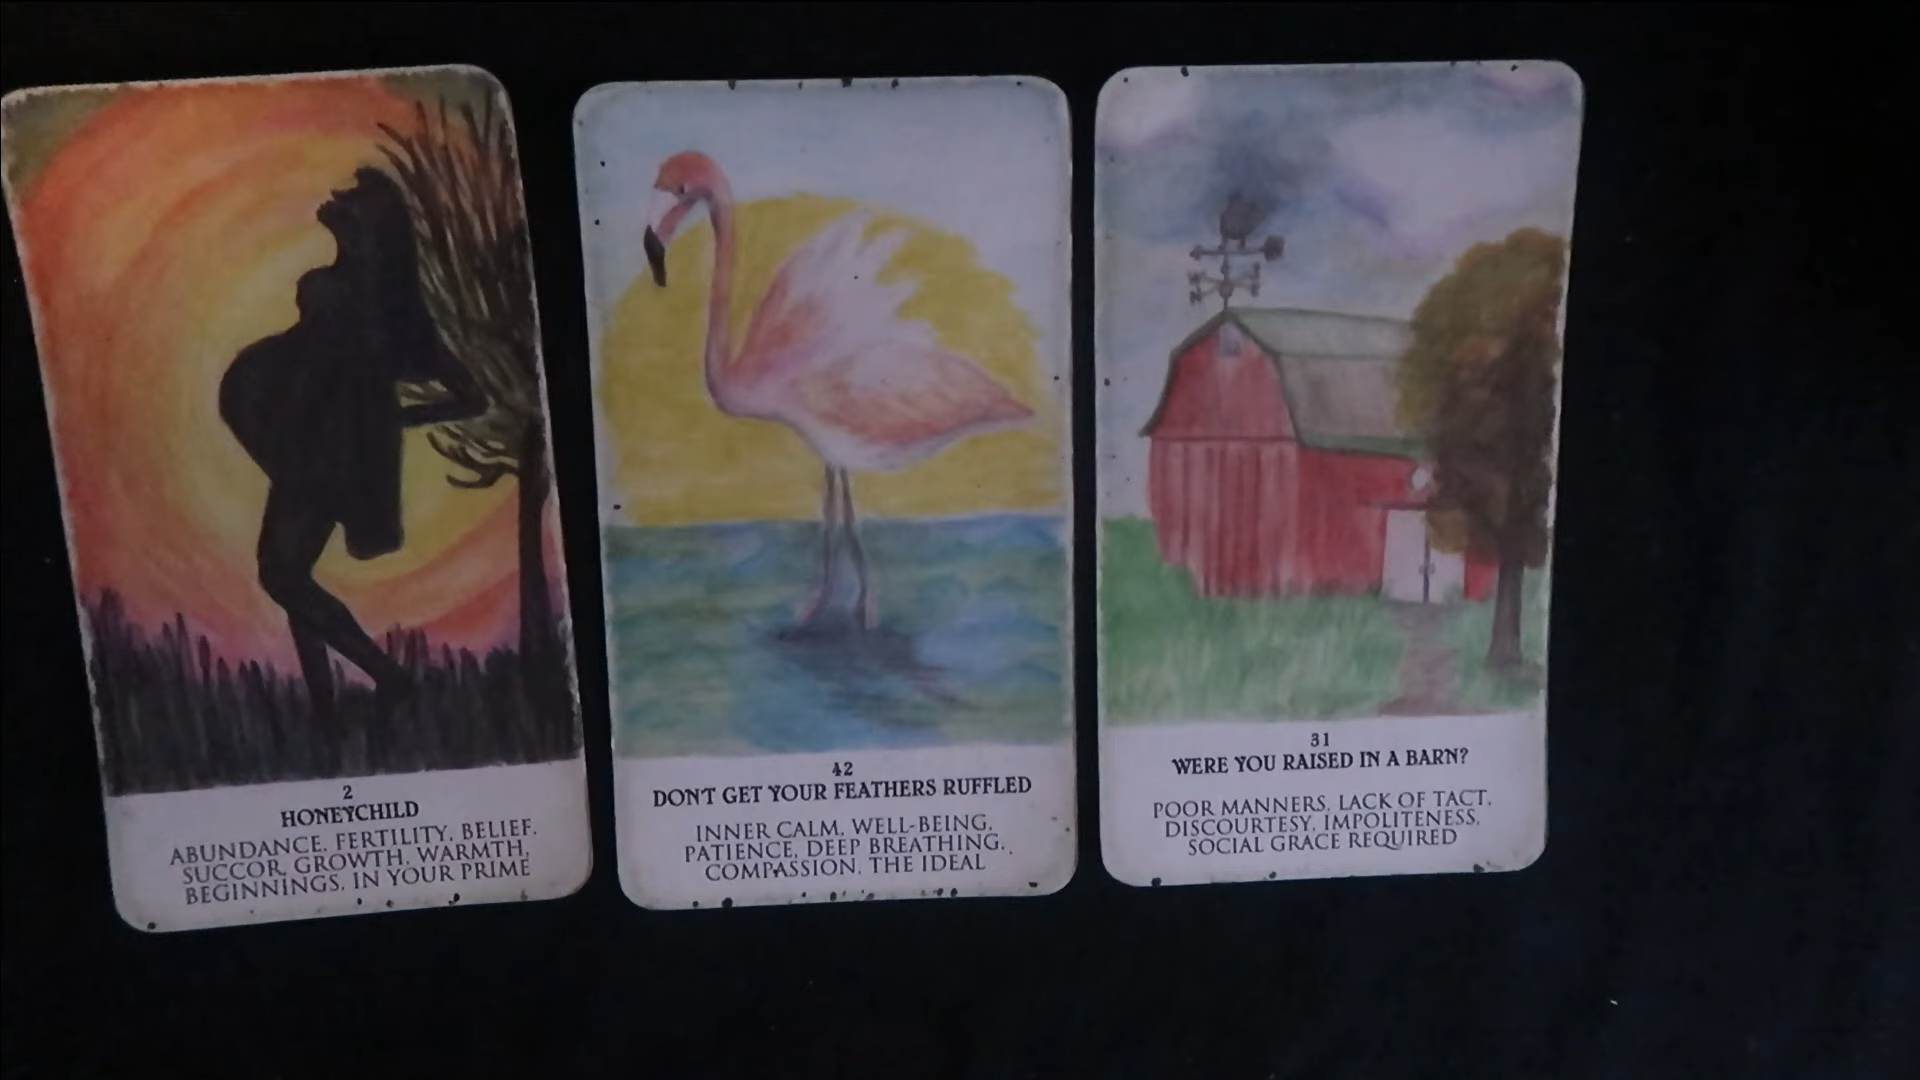 2
HONEYCHILD
ABUNDANCE, FERTILITY, BELIEF,
SUCCOR, GROWTH, WARMTH,
BEGINNINGS, IN YOUR PRIME
42
DON'T GET YOUR FEATHERS RUFFLED
INNER CALM, WELL-BEING,
PATIENCE, DEEP BREATHING,
COMPASSION, THE IDEAL
31
WERE YOU RAISED IN A BARN?
POOR MANNERS, LACK OF TACT,
DISCOURTESY, IMPOLITENESS,
SOCIAL GRACE REQUIRED